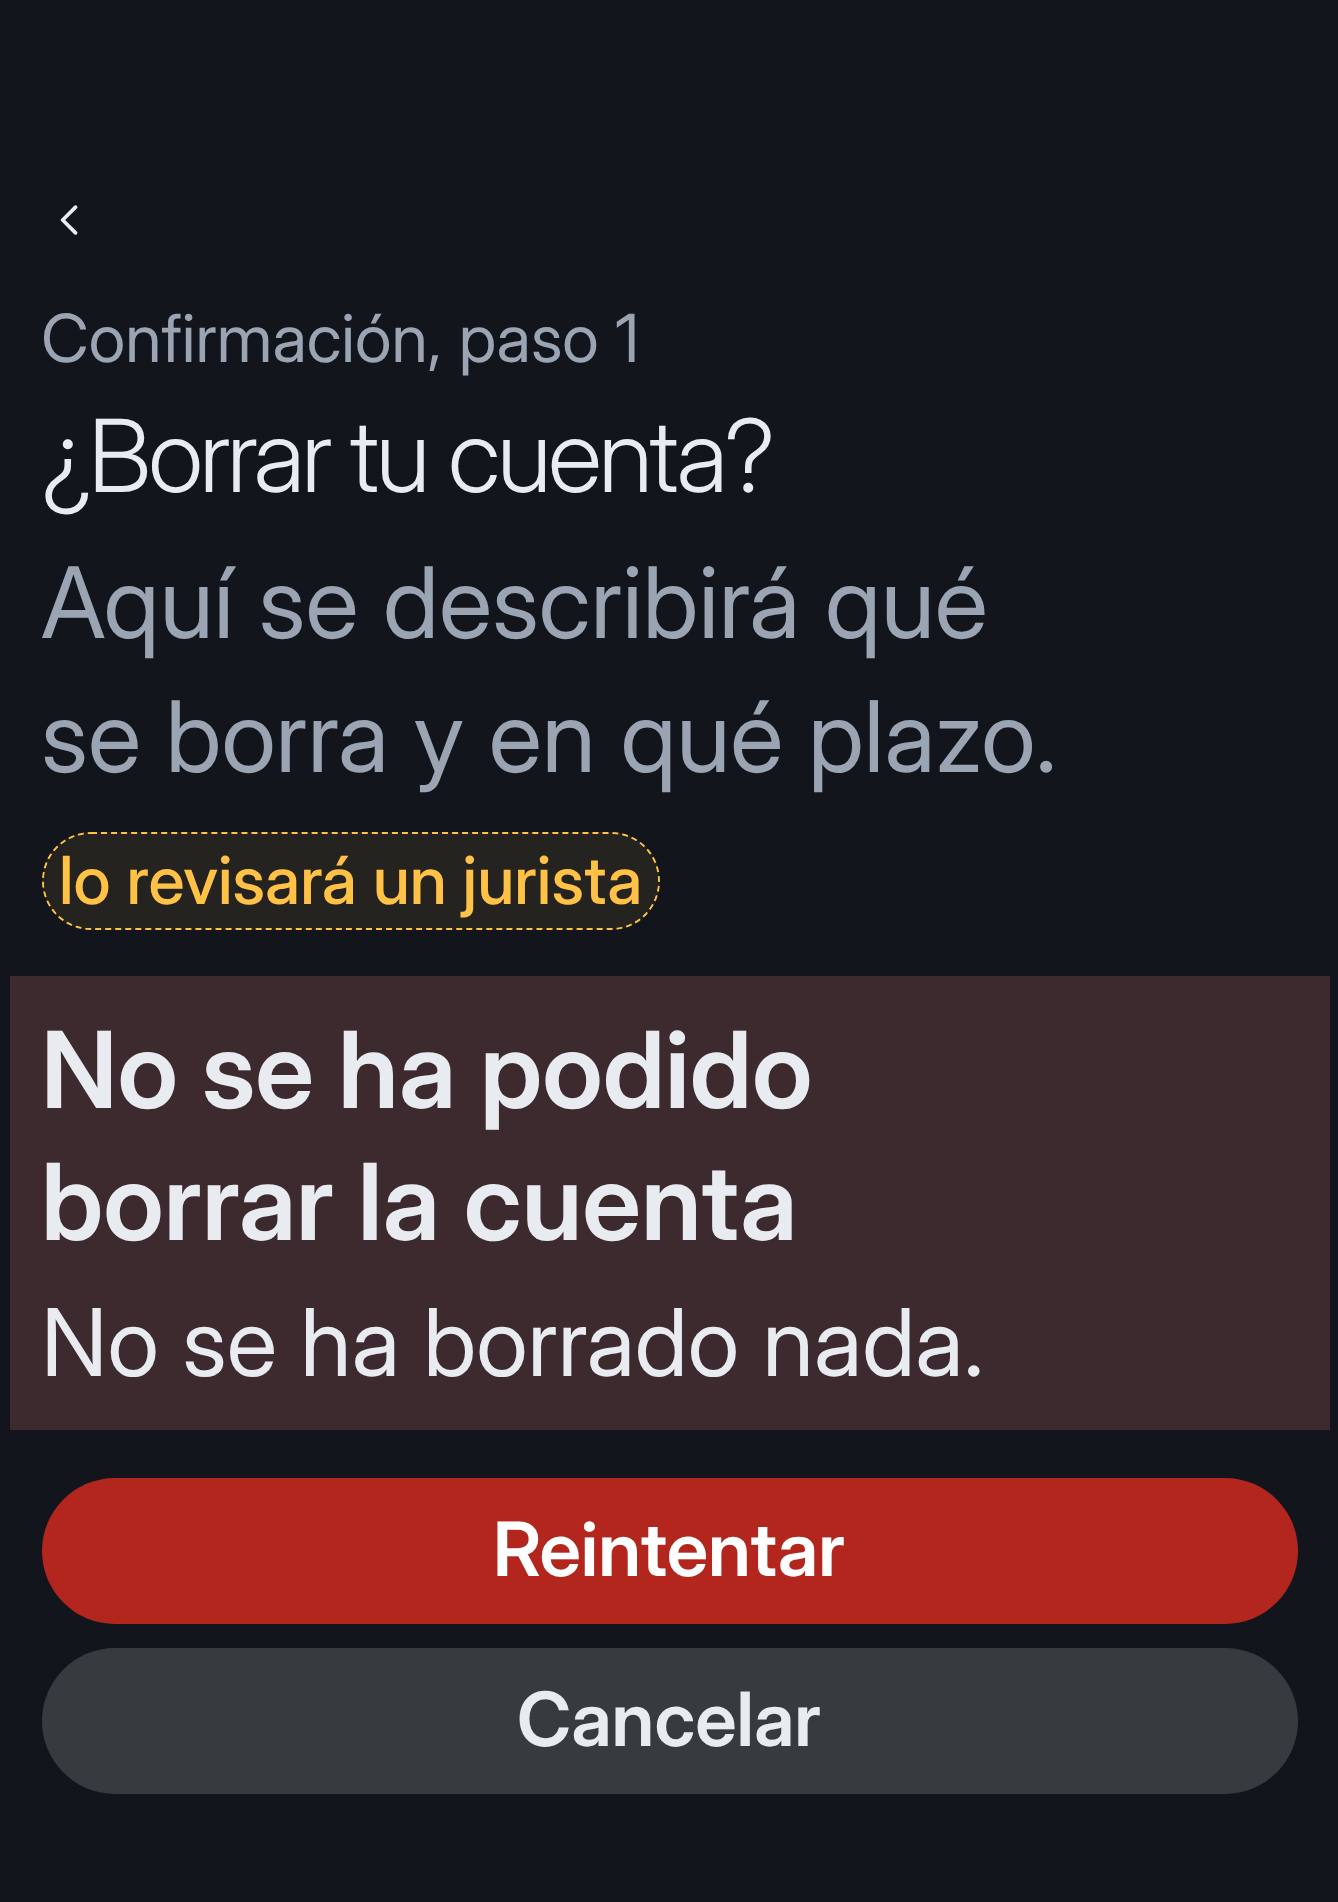 Confirmación, paso 1
¿Borrar tu cuenta?
Aquí se describirá qué
se borra y en qué plazo.
lo revisará un jurista
No se ha podido
borrar la cuenta
No se ha borrado nada.
Reintentar
Cancelar